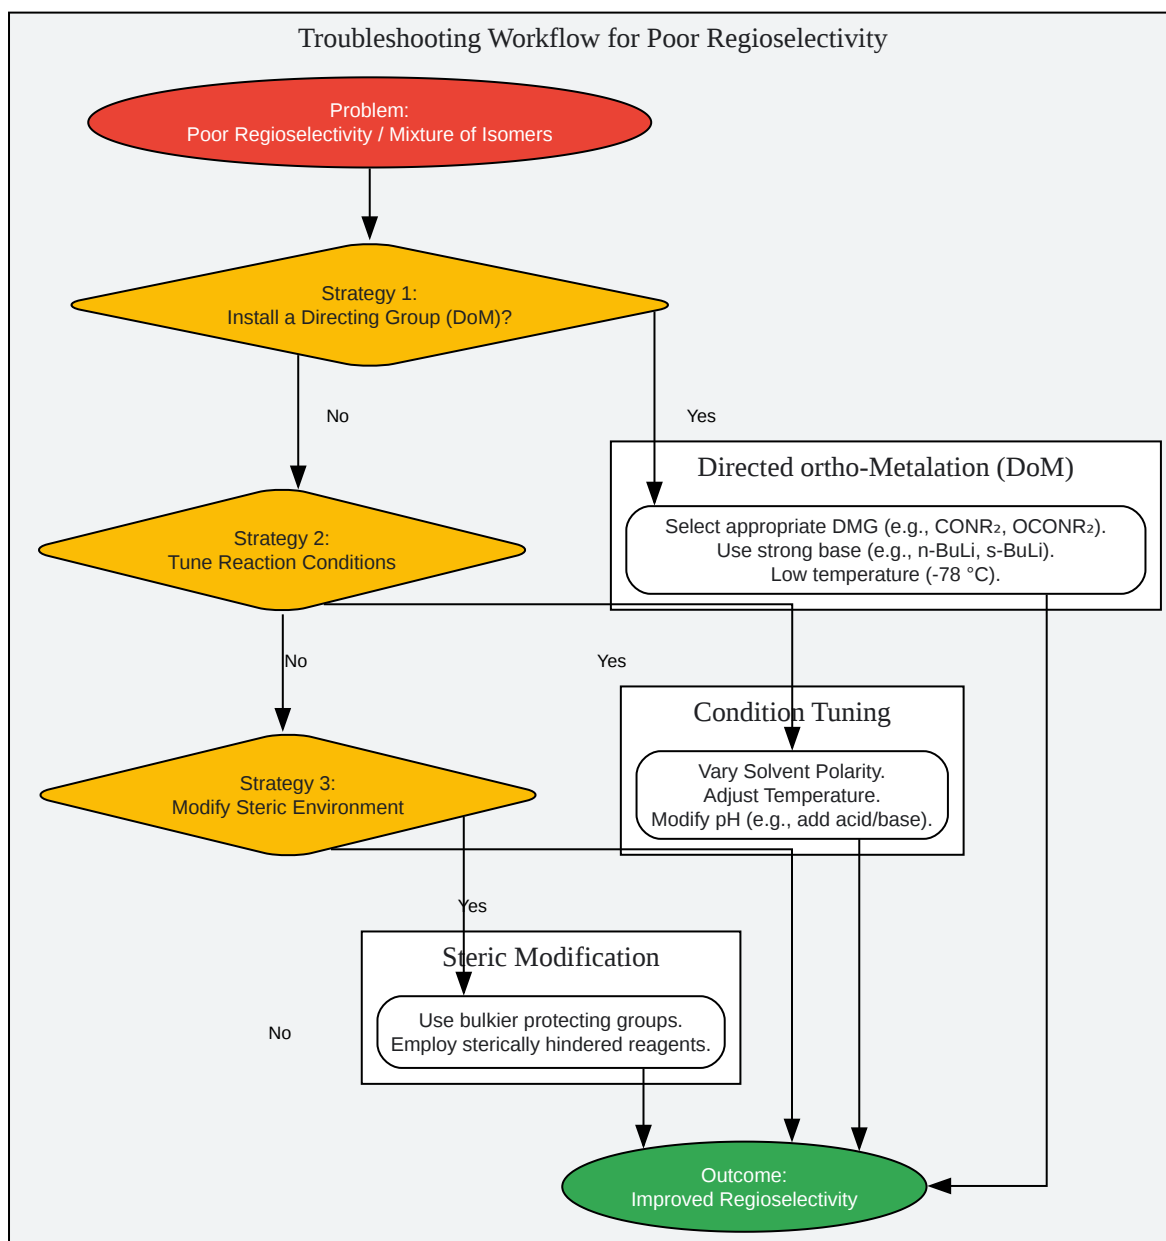 Troubleshooting Workflow for Poor Regioselectivity
Problem:
Poor Regioselectivity / Mixture of Isomers
Strategy 1:
Install a Directing Group (DoM)?
No
Yes
Directed ortho-Metalation (DoM)
Select appropriate DMG (e.g., CONR₂, OCONR₂).
Use strong base (e.g., n-BuLi, s-BuLi).
Low temperature (-78 °C).
Strategy 2:
Tune Reaction Conditions
No
Yes
Condition Tuning
Vary Solvent Polarity.
Adjust Temperature.
Modify pH (e.g., add acid/base).
Strategy 3:
Modify Steric Environment
Yes
Steric Modification
Use bulkier protecting groups.
Employ sterically hindered reagents.
No
Outcome:
Improved Regioselectivity